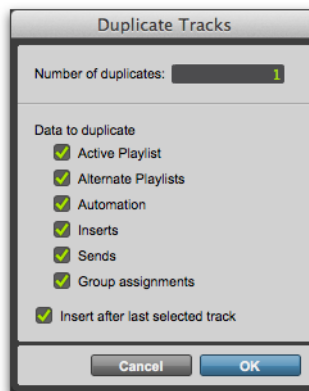 Duplicate Tracks
Number of duplicates: 1
Data to duplicate
Active Playlist
Alternate Playlists
Automation
Inserts
Sends
Group assignments
Insert after last selected track
Cancel OK